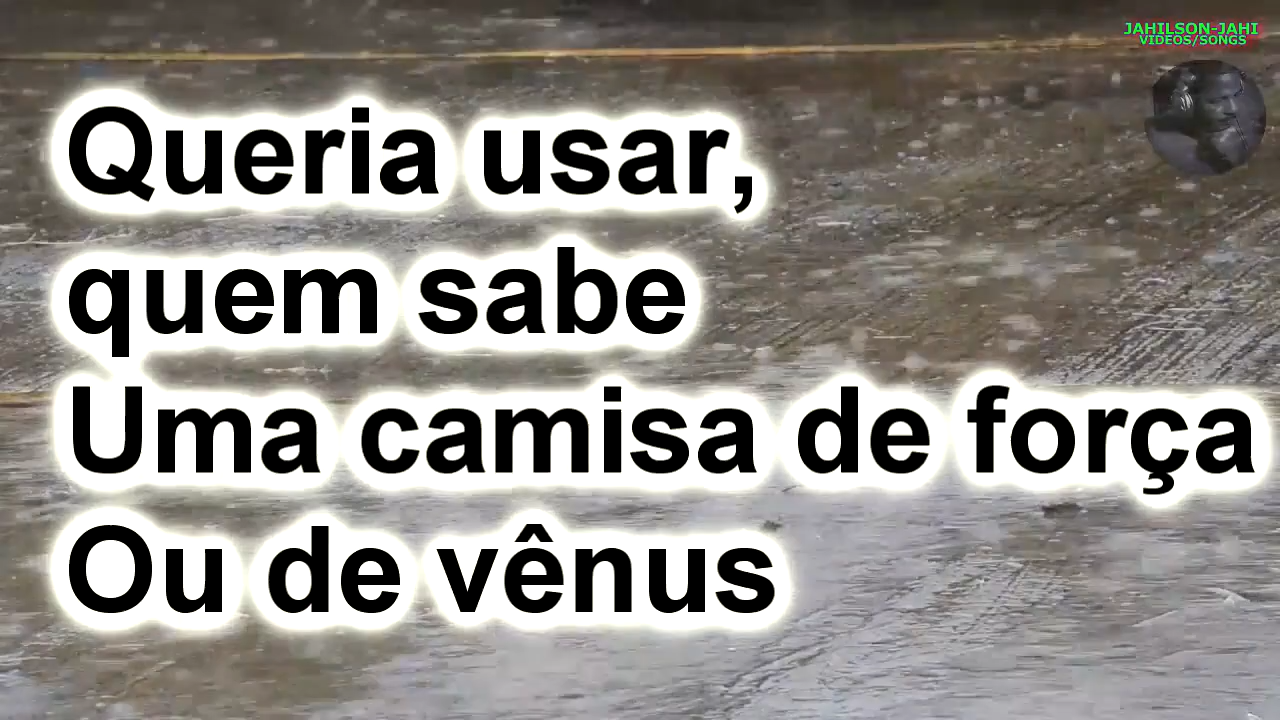 JAHILSON-JAHI
VIDEOS/SONGS
Queria usar,
quem sabe
Uma camisa de força
Ou de vênus